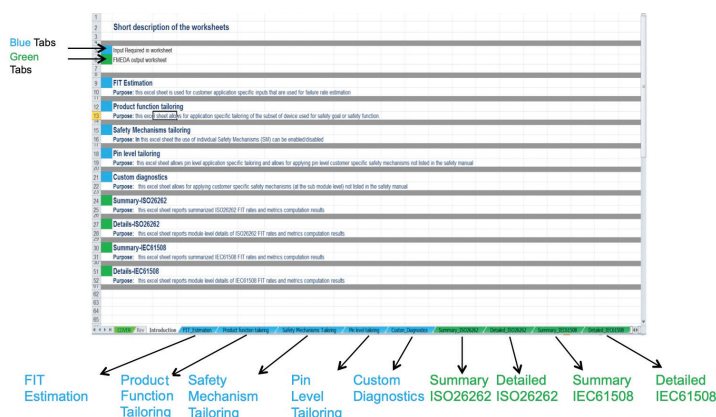 Short description of the worksheets
Blue Tabs
Green
Tabs
Input Required in worksheet
FMEDA output worksheet
FIT Estimation
Purpose: this excel sheet is used for customer application specific inputs that are used for failure rate estimation
Product function tailoring
Purpose: this excel sheet allows for application specific tailoring of the subset of device used for safety goal or safety function
Safety Mechanisms tailoring
Purpose: In this excel sheet the use of individual Safety Mechanisms (SM) can be enabled/disabled
Pin level tailoring
Purpose: this excel sheet allows pin level application specific tailoring and allows for applying pin level customer specific safety mechanisms not listed in the safety manual
Custom diagnostics
Purpose: this excel sheet allows for applying customer specific safety mechanisms (at the sub module level) not listed in the safety manual
Summary-ISO26262
Purpose: this excel sheet reports summarized ISO26262 FIT rates and metrics computation results
Details-ISO26262
Purpose: this excel sheet reports module level details of ISO26262 FIT rates and metrics computation results
Summary-IEC61508
Purpose: this excel sheet reports summarized IEC61508 FIT rates and metrics computation results
Details-IEC61508
Purpose: this excel sheet reports module level details of IEC61508 FIT rates and metrics computation results
COVER Rev Introduction FIT_Estimation Product function tailoring Safety Mechanisms Tailoring Pin level tailoring Custom_Diagnostics Summary_ISO26262 Detailed_ISO26262 Summary_IEC61508 Detailed_IEC61508
FIT
Estimation
Product
Function
Tailoring
Safety
Mechanism
Tailoring
Pin
Level
Tailoring
Custom
Diagnostics
Summary
ISO26262
Detailed
ISO26262
Summary
IEC61508
Detailed
IEC61508